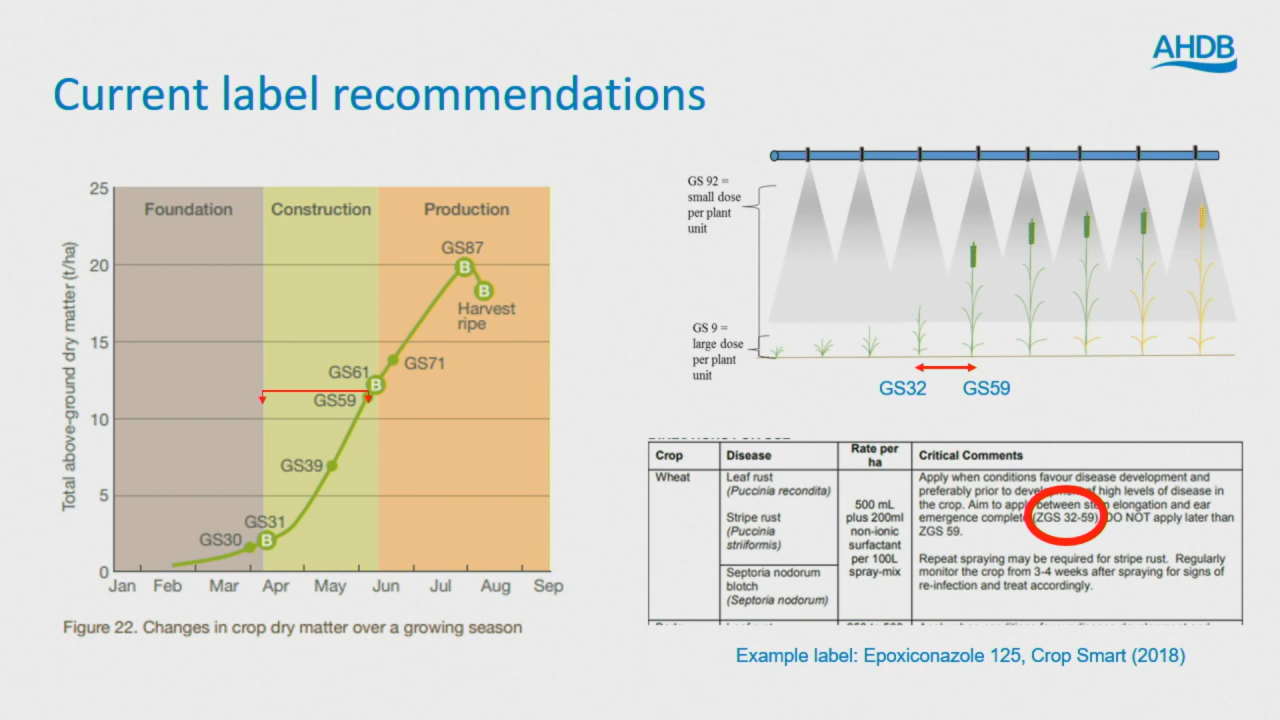 AHDB
Current label recommendations
Total above-ground dry matter (t/ha)
25
20
15
10
5
0
Foundation
Construction
Production
GS87
B
B
Harvest
ripe
GS61
B
GS71
GS59
GS39
GS31
GS30
B
Jan Feb Mar Apr May Jun Jul Aug Sep
Figure 22. Changes in crop dry matter over a growing season
GS 92 =
small dose
per plant
unit
GS 9 =
large dose
per plant
unit
GS32 GS59
Crop
Disease
Rate per
ha
Critical Comments
Wheat
Leaf rust
(Puccinia recondita)
Stripe rust
(Puccinia
striiformis)
Septoria nodorum
blotch
(Septoria nodorum)
500 mL
plus 200ml
non-ionic
surfactant
per 100L
spray-mix
Apply when conditions favour disease development and
preferably prior to development of high levels of disease in
the crop. Aim to apply between stem elongation and ear
emergence complete (ZGS 32-59). DO NOT apply later than
ZGS 59.
Repeat spraying may be required for stripe rust. Regularly
monitor the crop from 3-4 weeks after spraying for signs of
re-infection and treat accordingly.
Example label: Epoxiconazole 125, Crop Smart (2018)